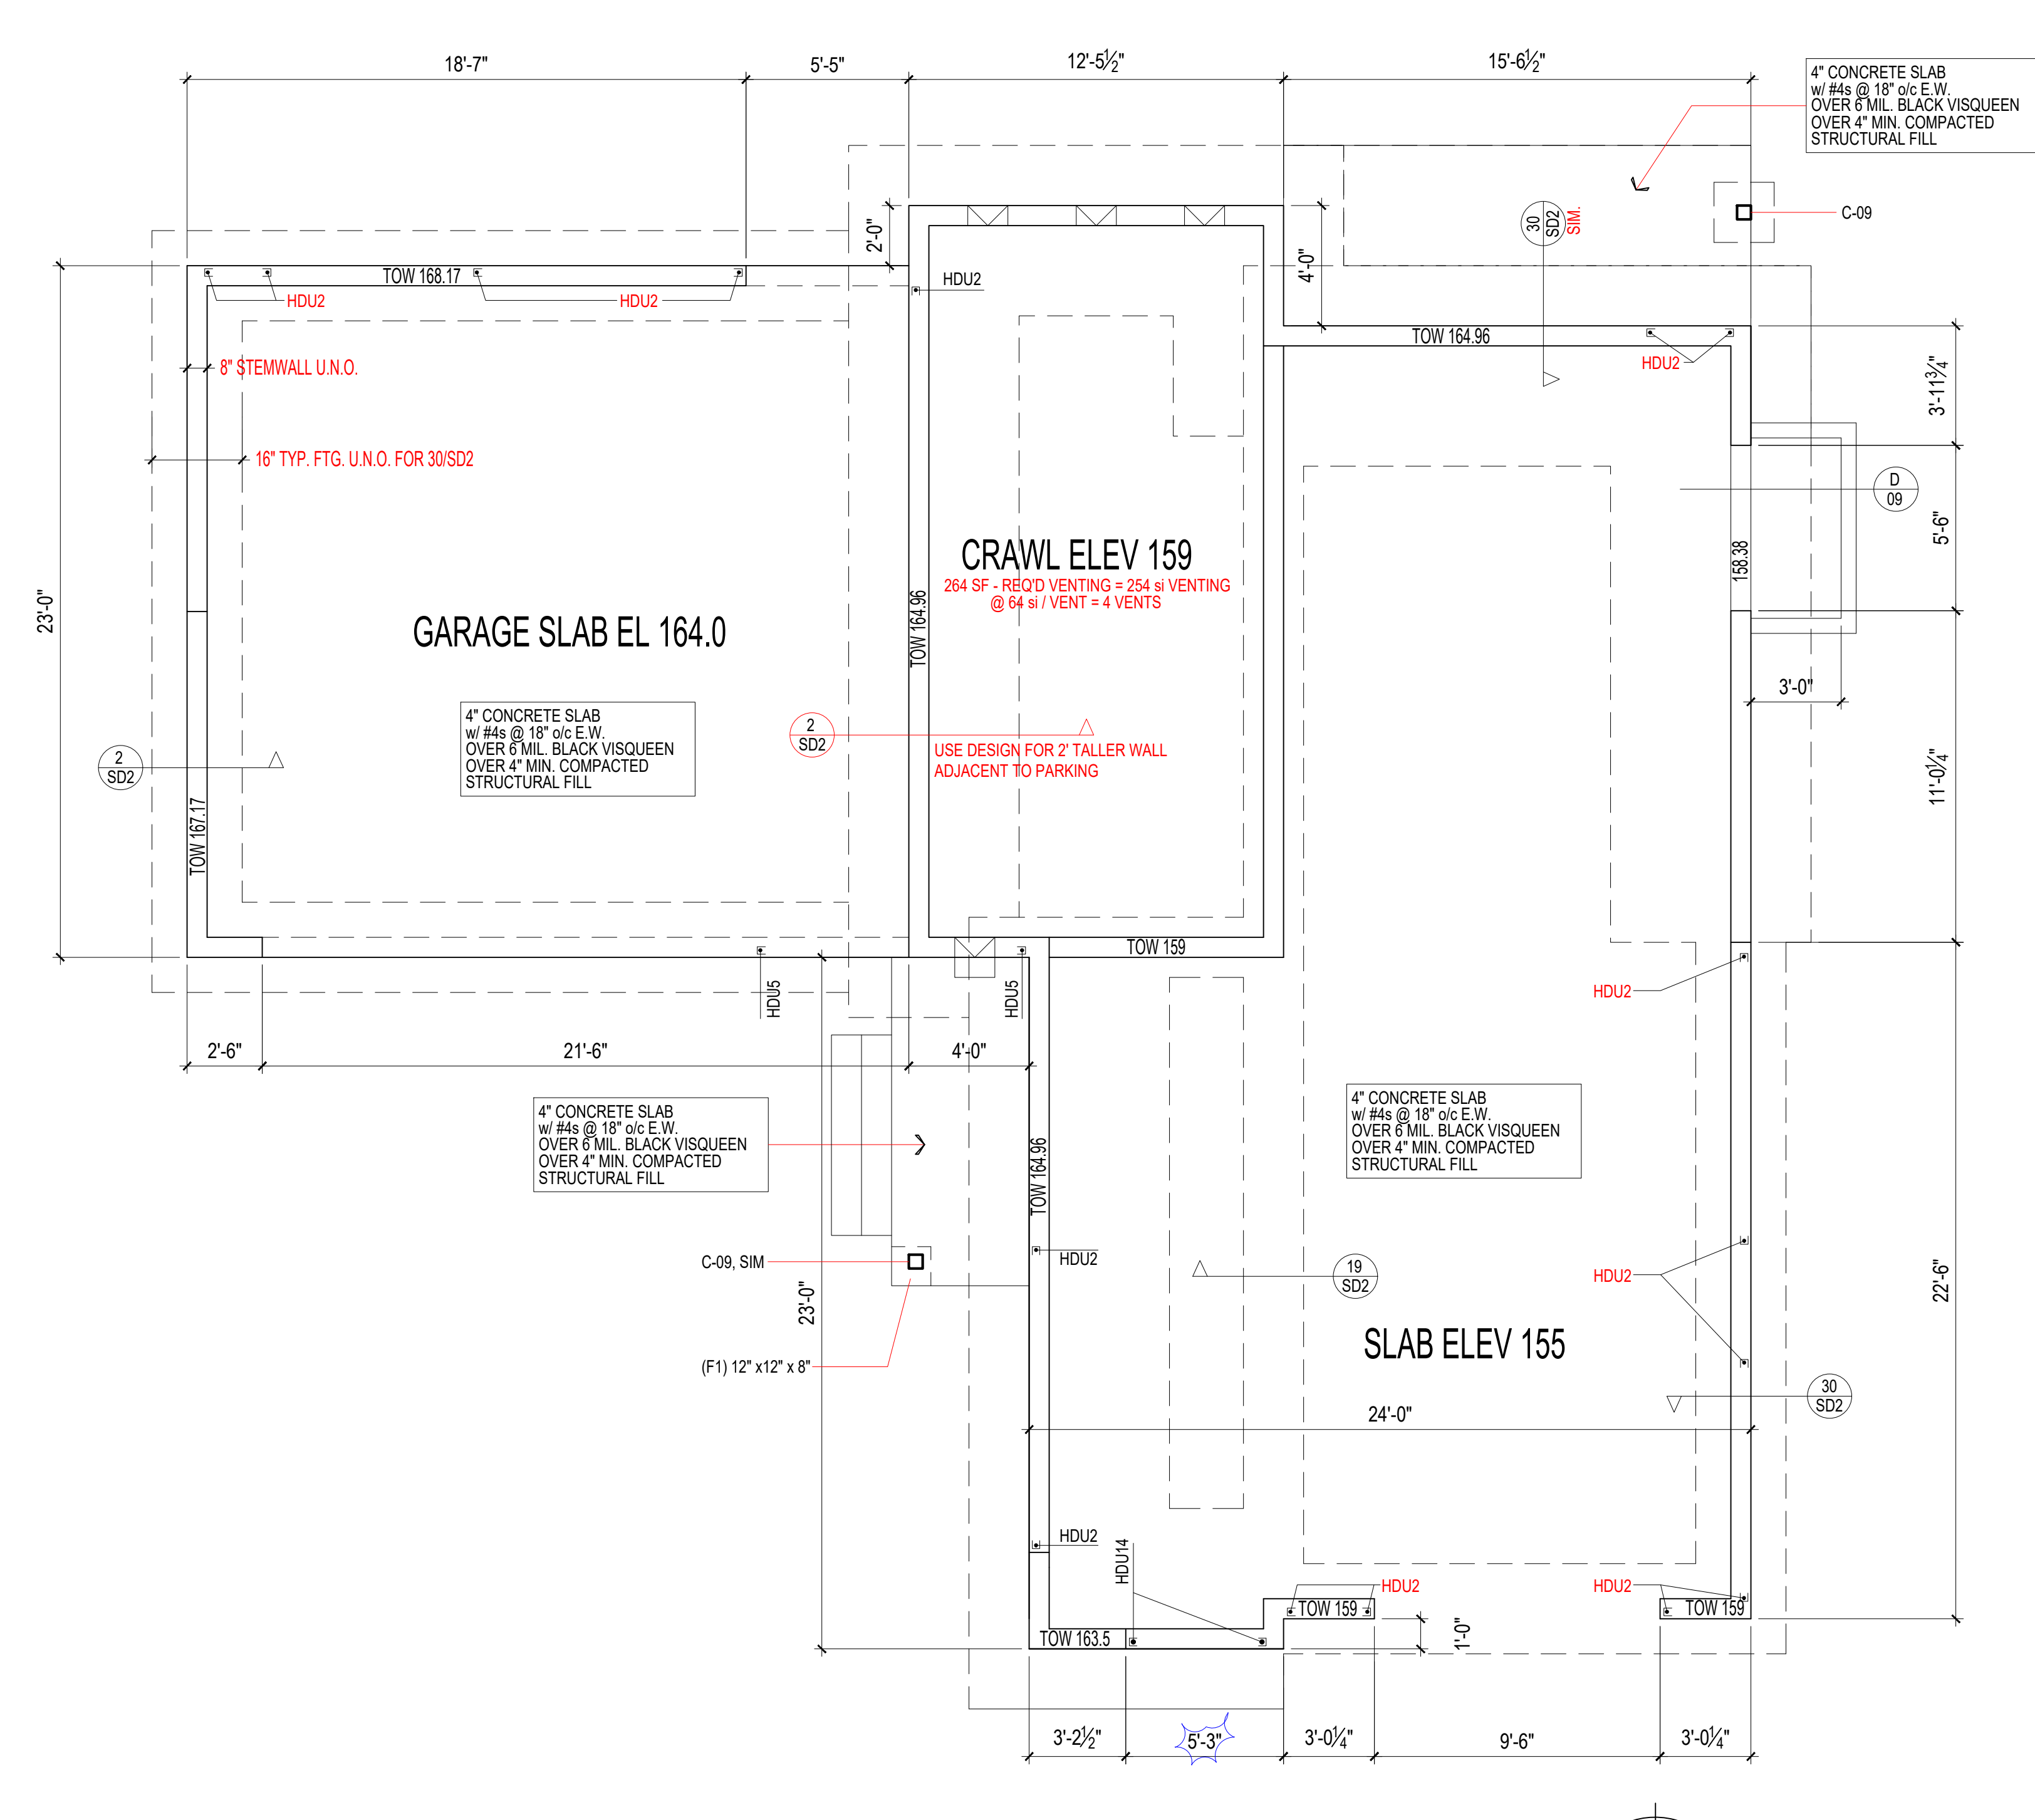 18'-7"
5'-5"
12'-5½"
15'-6½"
4" CONCRETE SLAB
w/ #4s @ 18" o/c E.W.
OVER 6 MIL. BLACK VISQUEEN
OVER 4" MIN. COMPACTED
STRUCTURAL FILL
C-09
30
SD2
SIM.
2'-0"
4'-0"
TOW 168.17
HDU2
HDU2
HDU2
TOW 164.96
HDU2
8" STEMWALL U.N.O.
3'-11¾"
16" TYP. FTG. U.N.O. FOR 30/SD2
D
09
5'-6"
158.38
CRAWL ELEV 159
264 SF - REQ'D VENTING = 254 si VENTING
@ 64 si / VENT = 4 VENTS
23'-0"
TOW 164.96
GARAGE SLAB EL 164.0
3'-0"
4" CONCRETE SLAB
w/ #4s @ 18" o/c E.W.
OVER 6 MIL. BLACK VISQUEEN
OVER 4" MIN. COMPACTED
STRUCTURAL FILL
2
SD2
USE DESIGN FOR 2' TALLER WALL
ADJACENT TO PARKING
2
SD2
11'-0¼"
TOW 167.17
TOW 159
HDU5
HDU5
HDU2
2'-6"
21'-6"
4'-0"
4" CONCRETE SLAB
w/ #4s @ 18" o/c E.W.
OVER 6 MIL. BLACK VISQUEEN
OVER 4" MIN. COMPACTED
STRUCTURAL FILL
4" CONCRETE SLAB
w/ #4s @ 18" o/c E.W.
OVER 6 MIL. BLACK VISQUEEN
OVER 4" MIN. COMPACTED
STRUCTURAL FILL
TOW 164.96
C-09, SIM
HDU2
19
SD2
HDU2
22'-6"
23'-0"
SLAB ELEV 155
(F1) 12" x12" x 8"
30
SD2
24'-0"
HDU2
HDU14
HDU2
HDU2
TOW 159
TOW 159
TOW 163.5
1'-0"
3'-2½"
5'-3"
3'-0¼"
9'-6"
3'-0¼"